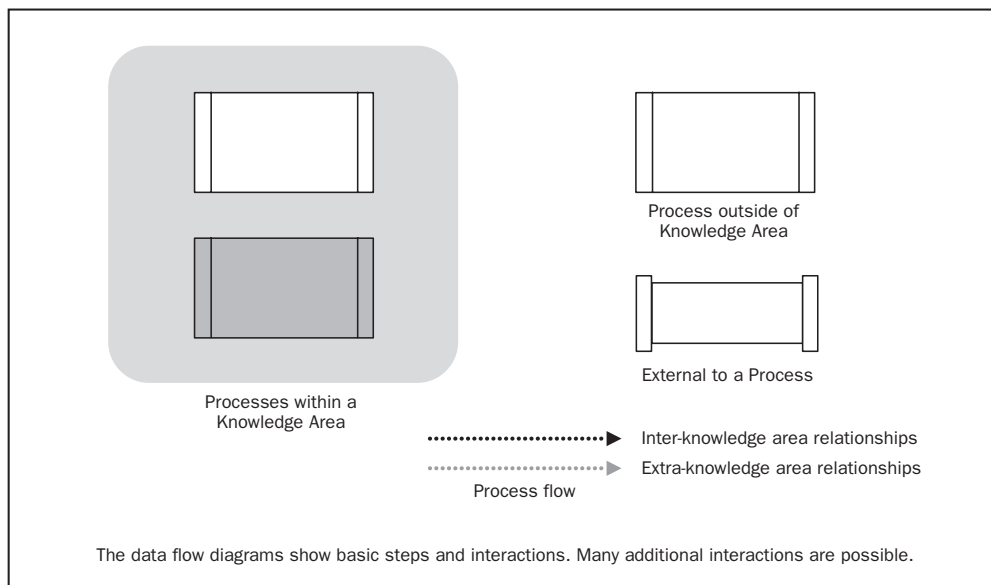 Process outside of
Knowledge Area
External to a Process
Processes within a
Knowledge Area
Inter-knowledge area relationships
Extra-knowledge area relationships
Process flow
The data flow diagrams show basic steps and interactions. Many additional interactions are possible.